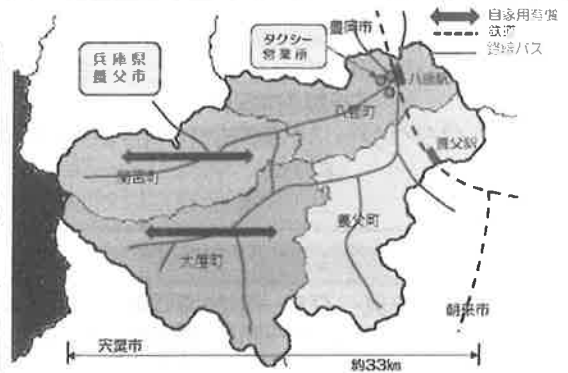 自家用有償
鉄道
路線バス
豊岡市
タクシー
営業所
兵庫県
養父市
八鹿駅
八鹿町
養父駅
関宮町
養父町
大屋町
朝来市
宍粟市
約33km